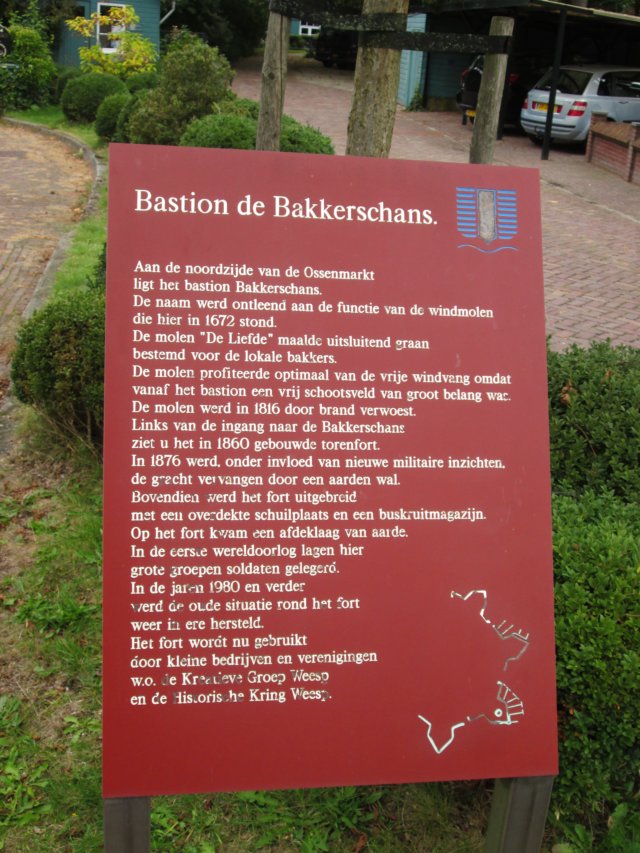 Bastion de Bakkerschans.
Aan de noordzijde van de Ossenmarkt
ligt het bastion Bakkerschans.
De naam werd ontleend aan de functie van de windmolen
die hier in 1672 stond.
De molen "De Liefde" maalde uitsluitend graan
bestemd voor de lokale bakkers.
De molen profiteerde optimaal van de vrije windvang omdat
vanaf het bastion een vrij schootsveld van groot belang was.
De molen werd in 1816 door brand verwoest.
Links van de ingang naar de Bakkerschans
ziet u het in 1860 gebouwde torenfort.
In 1876 werd, onder invloed van nieuwe militaire inzichten,
de gracht vervangen door een aarden wal.
Bovendien werd het fort uitgebreid
met een overdekte schuilplaats en een buskruitmagazijn.
Op het fort kwam een afdeklaag van aarde.
In de eerste wereldoorlog lagen hier
grote groepen soldaten gelegerd.
In de jaren 1980 en verder
werd de oude situatie rond het fort
weer in ere hersteld.
Het fort wordt nu gebruikt
door kleine bedrijven en verenigingen
w.o. de Kreatieve Groep Weesp
en de Historische Kring Weesp.